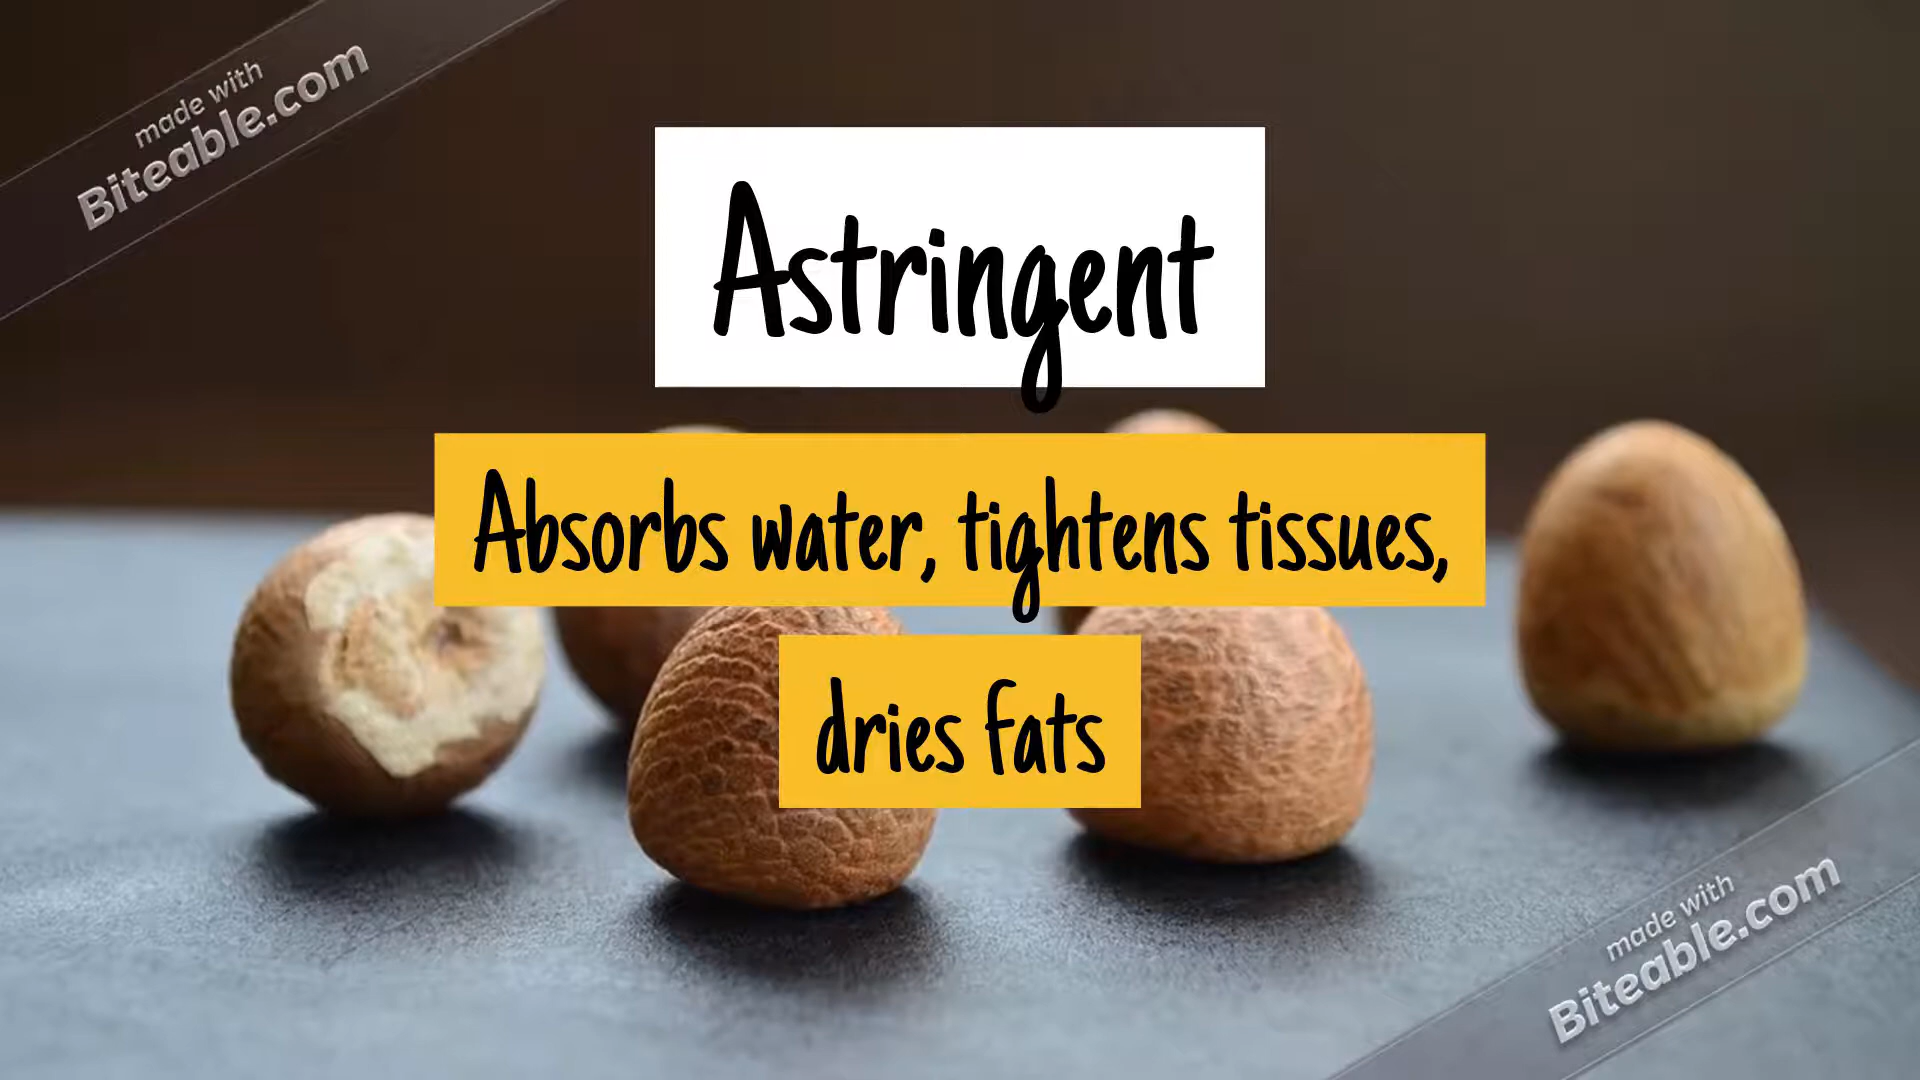 made with
Biteable.com
Astringent
Absorbs water, tightens tissues,
dries fats
made with
Biteable.com